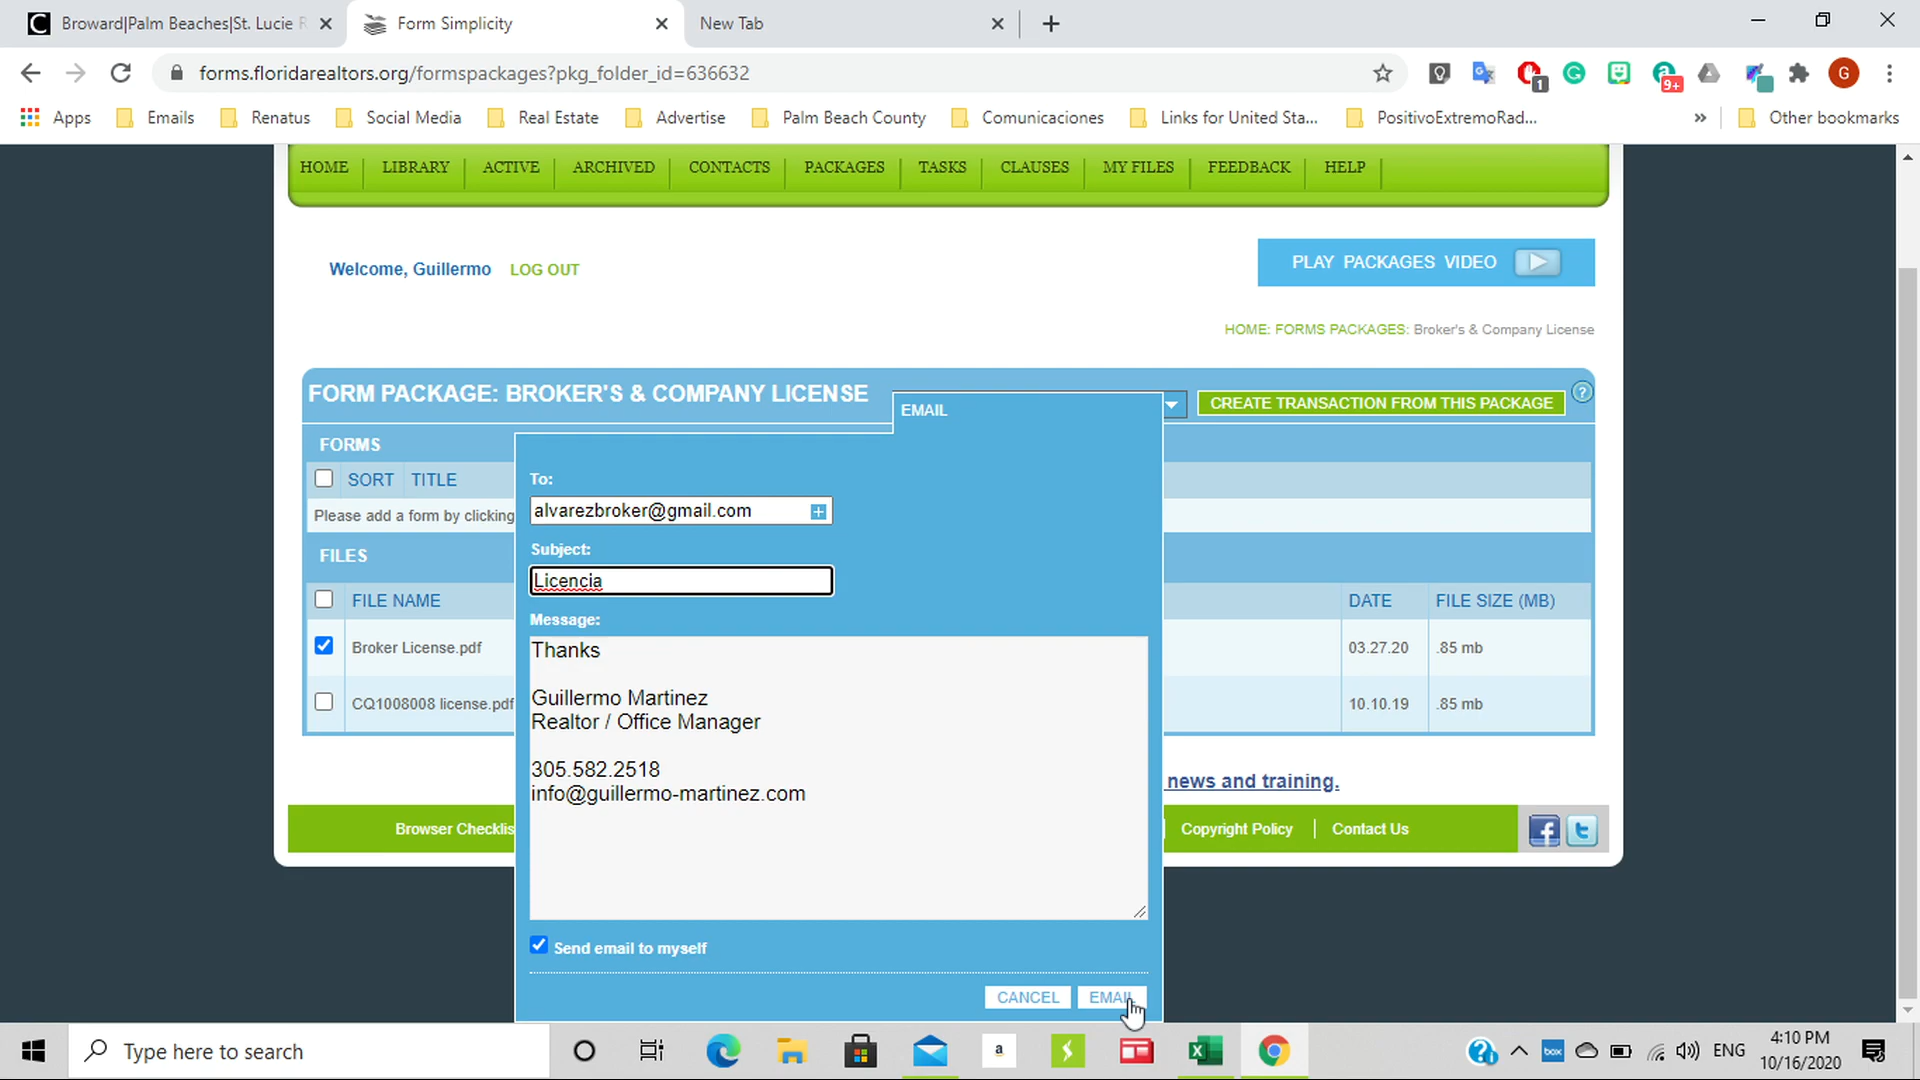 Broward|Palm Beaches|St. Lucie R
Form Simplicity
New Tab
forms.floridarealtors.org/formspackages?pkg_folder_id=636632
1
9+
G
Apps
Emails
Renatus
Social Media
Real Estate
Advertise
Palm Beach County
Comunicaciones
Links for United Sta...
PositivoExtremoRad...
Other bookmarks
HOME
LIBRARY
ACTIVE
ARCHIVED
CONTACTS
PACKAGES
TASKS
CLAUSES
MY FILES
FEEDBACK
HELP
Welcome, Guillermo LOG OUT
PLAY PACKAGES VIDEO
HOME: FORMS PACKAGES: Broker's & Company License
FORM PACKAGE: BROKER'S & COMPANY LICENSE
EMAIL
CREATE TRANSACTION FROM THIS PACKAGE
?
FORMS
SORT TITLE
Please add a form by clicking
FILES
FILE NAME
DATE
FILE SIZE (MB)
Broker License.pdf
03.27.20
.85 mb
CQ1008008 license.pdf
10.10.19
.85 mb
To:
alvarezbroker@gmail.com
Subject:
Licencia
Message:
Thanks
Guillermo Martinez
Realtor / Office Manager
305.582.2518
info@guillermo-martinez.com
Send email to myself
CANCEL
EMAIL
news and training.
Browser Checklis
Copyright Policy
Contact Us
Type here to search
a
box
ENG
4:10 PM
10/16/2020